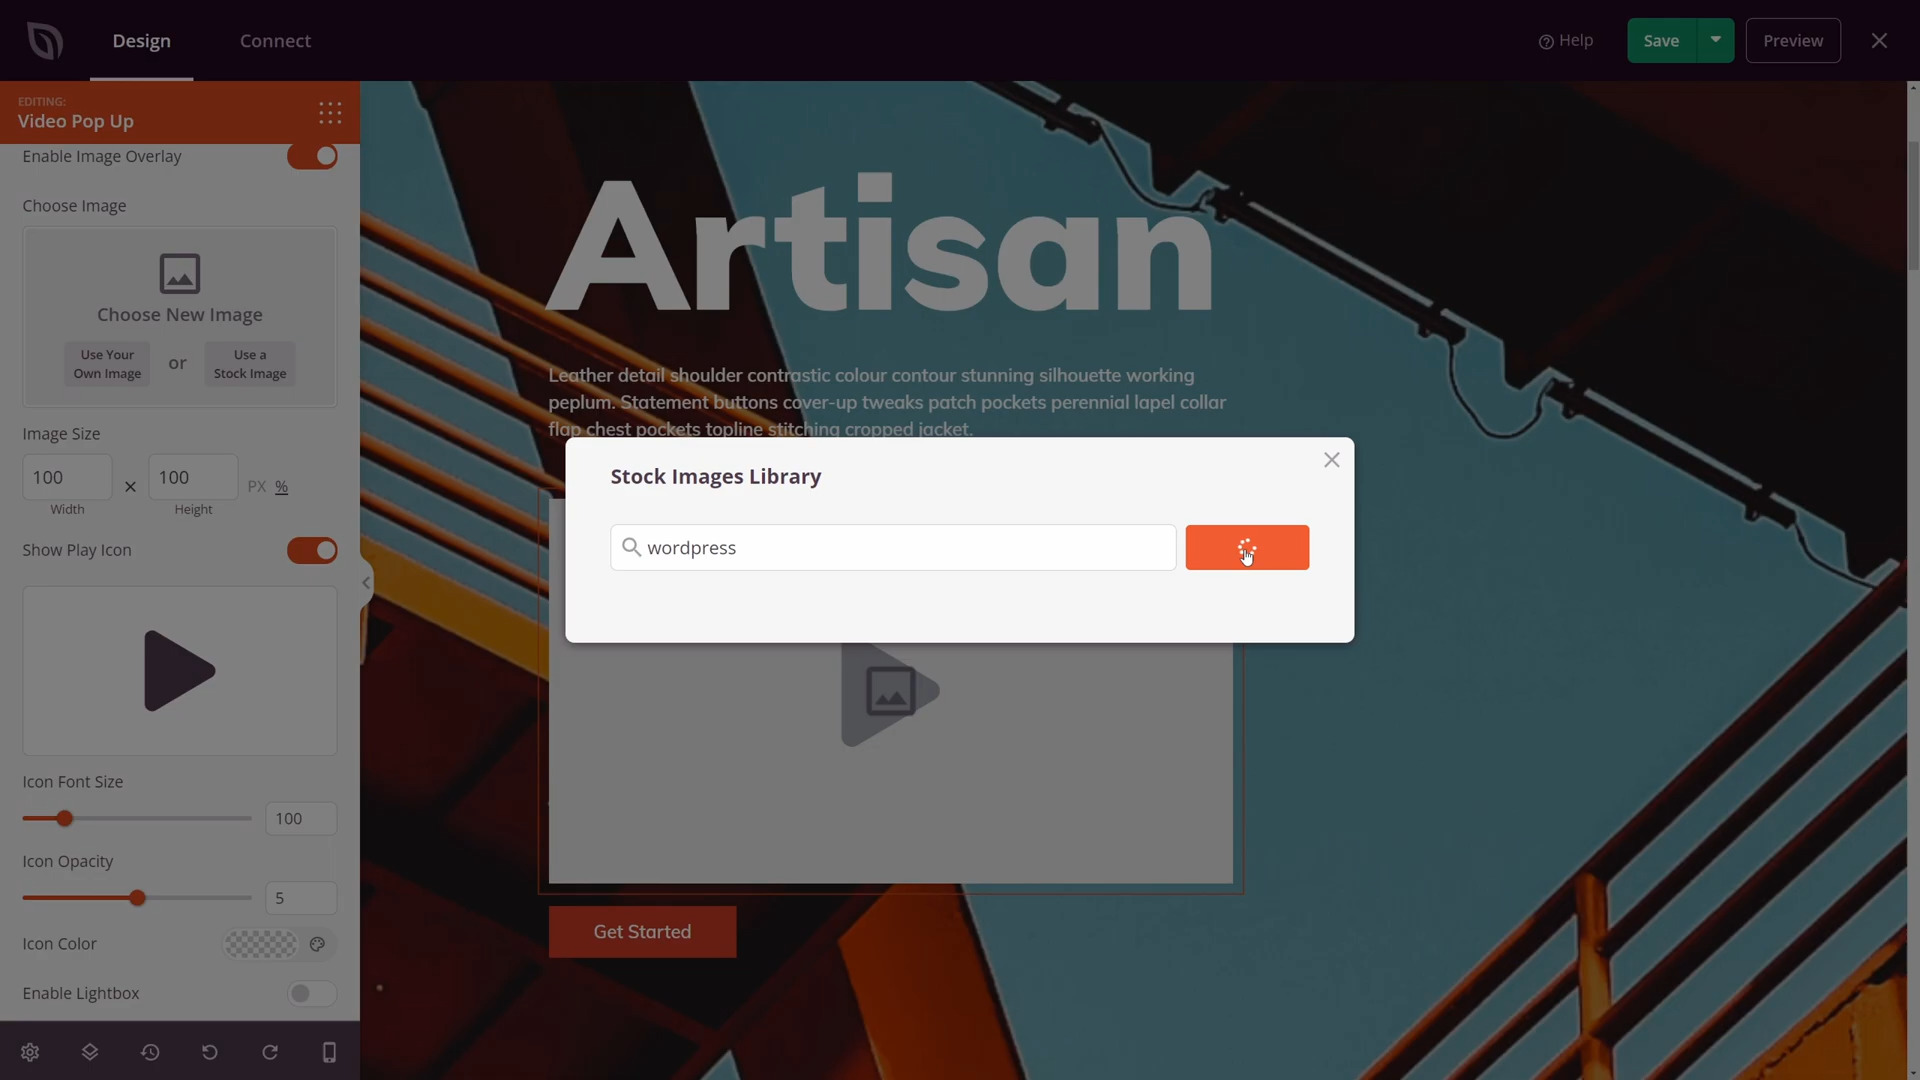 Design
Connect
Help
Save
Preview
EDITING:
Video Pop Up
Enable Image Overlay
Choose Image
Choose New Image
Use Your
Own Image
or
Use a
Stock Image
Image Size
100
×
100
PX %
Width
Height
Show Play Icon
Icon Font Size
100
Icon Opacity
5
Icon Color
Enable Lightbox
Artisan
Leather detail shoulder contrastic colour contour stunning silhouette working
peplum. Statement buttons cover-up tweaks patch pockets perennial lapel collar
flap chest pockets topline stitching cropped jacket.
Stock Images Library
wordpress
Get Started